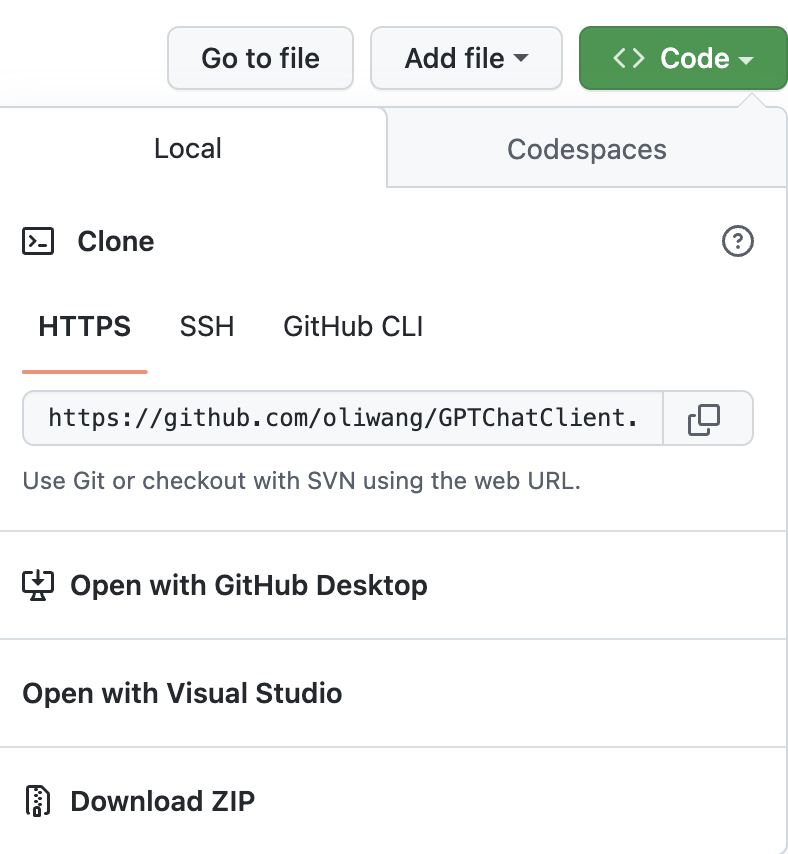 Go to file Add file <> Code
Local Codespaces
Clone
HTTPS SSH GitHub CLI
https://github.com/oliwang/GPTChatClient.
Use Git or checkout with SVN using the web URL.
Open with GitHub Desktop
Open with Visual Studio
Download ZIP